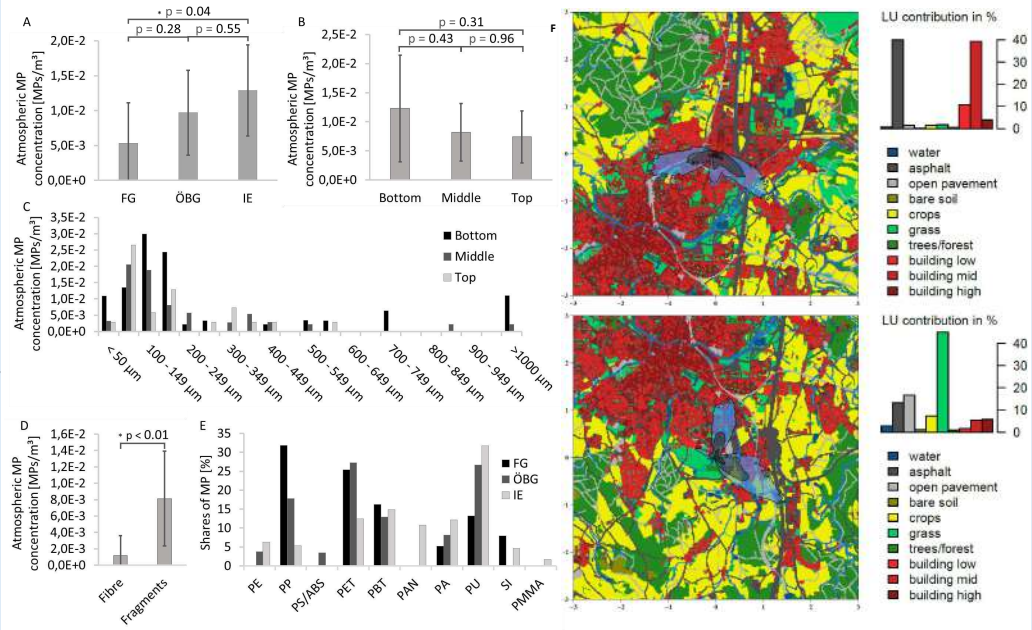 A
Atmospheric MP
concentration [MPs/m³]
* p = 0.04
p = 0.28
p = 0.55
2,0E-2
1,5E-2
1,0E-2
5,0E-3
0,0E+0
FG
ÖBG
IE
B
Atmospheric MP
concentration [MPs/m³]
p = 0.31
p = 0.43
p = 0.96
2,5E-2
2,0E-2
1,5E-2
1,0E-2
5,0E-3
0,0E+0
Bottom
Middle
Top
C
Atmospheric MP
concentration [MPs/m³]
3,5E-2
3,0E-2
2,5E-2
2,0E-2
1,5E-2
1,0E-2
5,0E-3
0,0E+0
Bottom
Middle
Top
< 50 µm
100 - 149 µm
200 - 249 µm
300 - 349 µm
400 - 449 µm
500 - 549 µm
600 - 649 µm
700 - 749 µm
800 - 849 µm
900 - 949 µm
>1000 µm
D
Atmospheric MP
concentration [MPs/m³]
* p < 0.01
1,6E-2
1,4E-2
1,2E-2
1,0E-2
8,0E-3
6,0E-3
4,0E-3
2,0E-3
0,0E+0
Fibre
Fragments
E
Shares of MP [%]
35
30
25
20
15
10
5
0
FG
ÖBG
IE
PE
PP
PS/ABS
PET
PBT
PAN
PA
PU
SI
PMMA
F
LU contribution in %
40
30
20
10
0
water
asphalt
open pavement
bare soil
crops
grass
trees/forest
building low
building mid
building high
LU contribution in %
40
30
20
10
0
water
asphalt
open pavement
bare soil
crops
grass
trees/forest
building low
building mid
building high